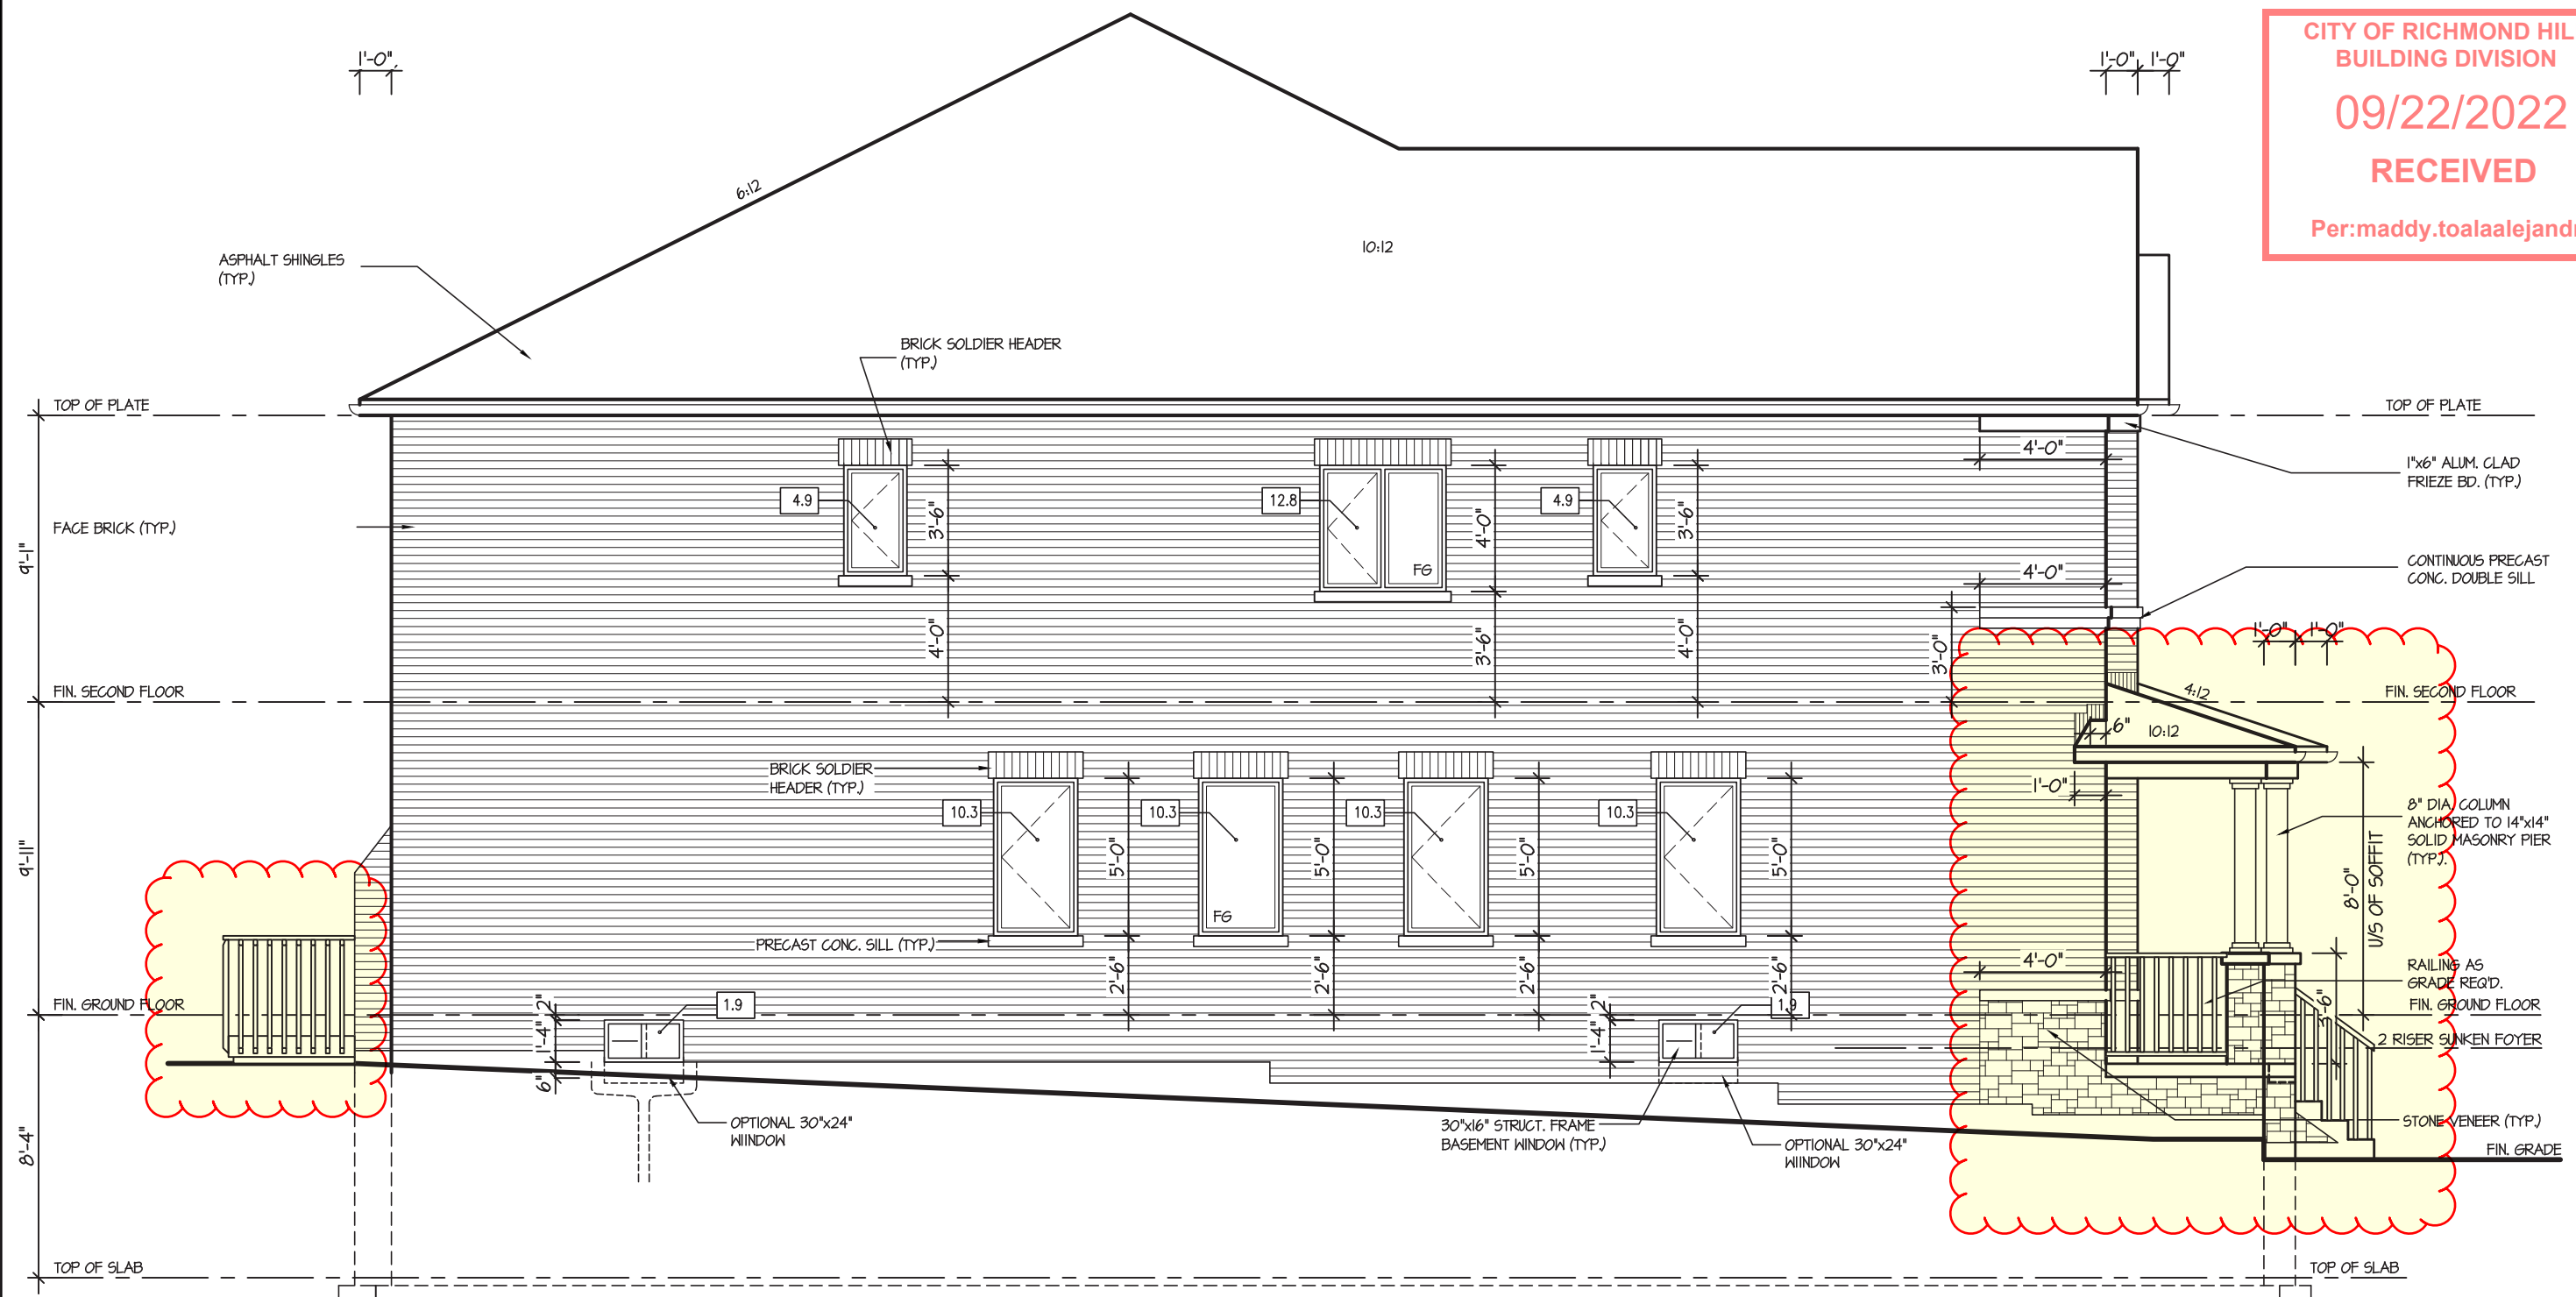 CITY OF RICHMOND HIL
BUILDING DIVISION
09/22/2022
RECEIVED
Per:maddy.toalaalejand
1'-0"
1'-0" 1'-0"
6:12
10:12
ASPHALT SHINGLES
(TYP.)
BRICK SOLDIER HEADER
(TYP.)
TOP OF PLATE
TOP OF PLATE
4'-0"
1"x6" ALUM. CLAD
FRIEZE BD. (TYP.)
4.9
3'-6"
12.8
4'-0"
4.9
3'-6"
FACE BRICK (TYP.)
9'-1"
FG
4'-0"
CONTINUOUS PRECAST
CONC. DOUBLE SILL
4'-0"
3'-6"
4'-0"
3'-0"
1'-0" 1'-0"
FIN. SECOND FLOOR
4:12
FIN. SECOND FLOOR
6"
10:12
BRICK SOLDIER
HEADER (TYP.)
1'-0"
10.3
10.3
10.3
10.3
8" DIA. COLUMN
ANCHORED TO 14"x14"
SOLID MASONRY PIER
(TYP.).
9'-11"
5'-0"
5'-0"
5'-0"
5'-0"
8'-0"
U/S OF SOFFIT
FG
PRECAST CONC. SILL (TYP.)
2'-6"
2'-6"
2'-6"
2'-6"
4'-0"
RAILING AS
GRADE REQ'D.
FIN. GROUND FLOOR
2"
1.9
2"
1.9
FIN. GROUND FLOOR
1'-4"
1'-4"
2 RISER SUNKEN FOYER
6"
OPTIONAL 30"x24"
WIINDOW
30"x16" STRUCT. FRAME
BASEMENT WINDOW (TYP.)
OPTIONAL 30"x24"
WIINDOW
STONE VENEER (TYP.)
8'-4"
FIN. GRADE
TOP OF SLAB
TOP OF SLAB